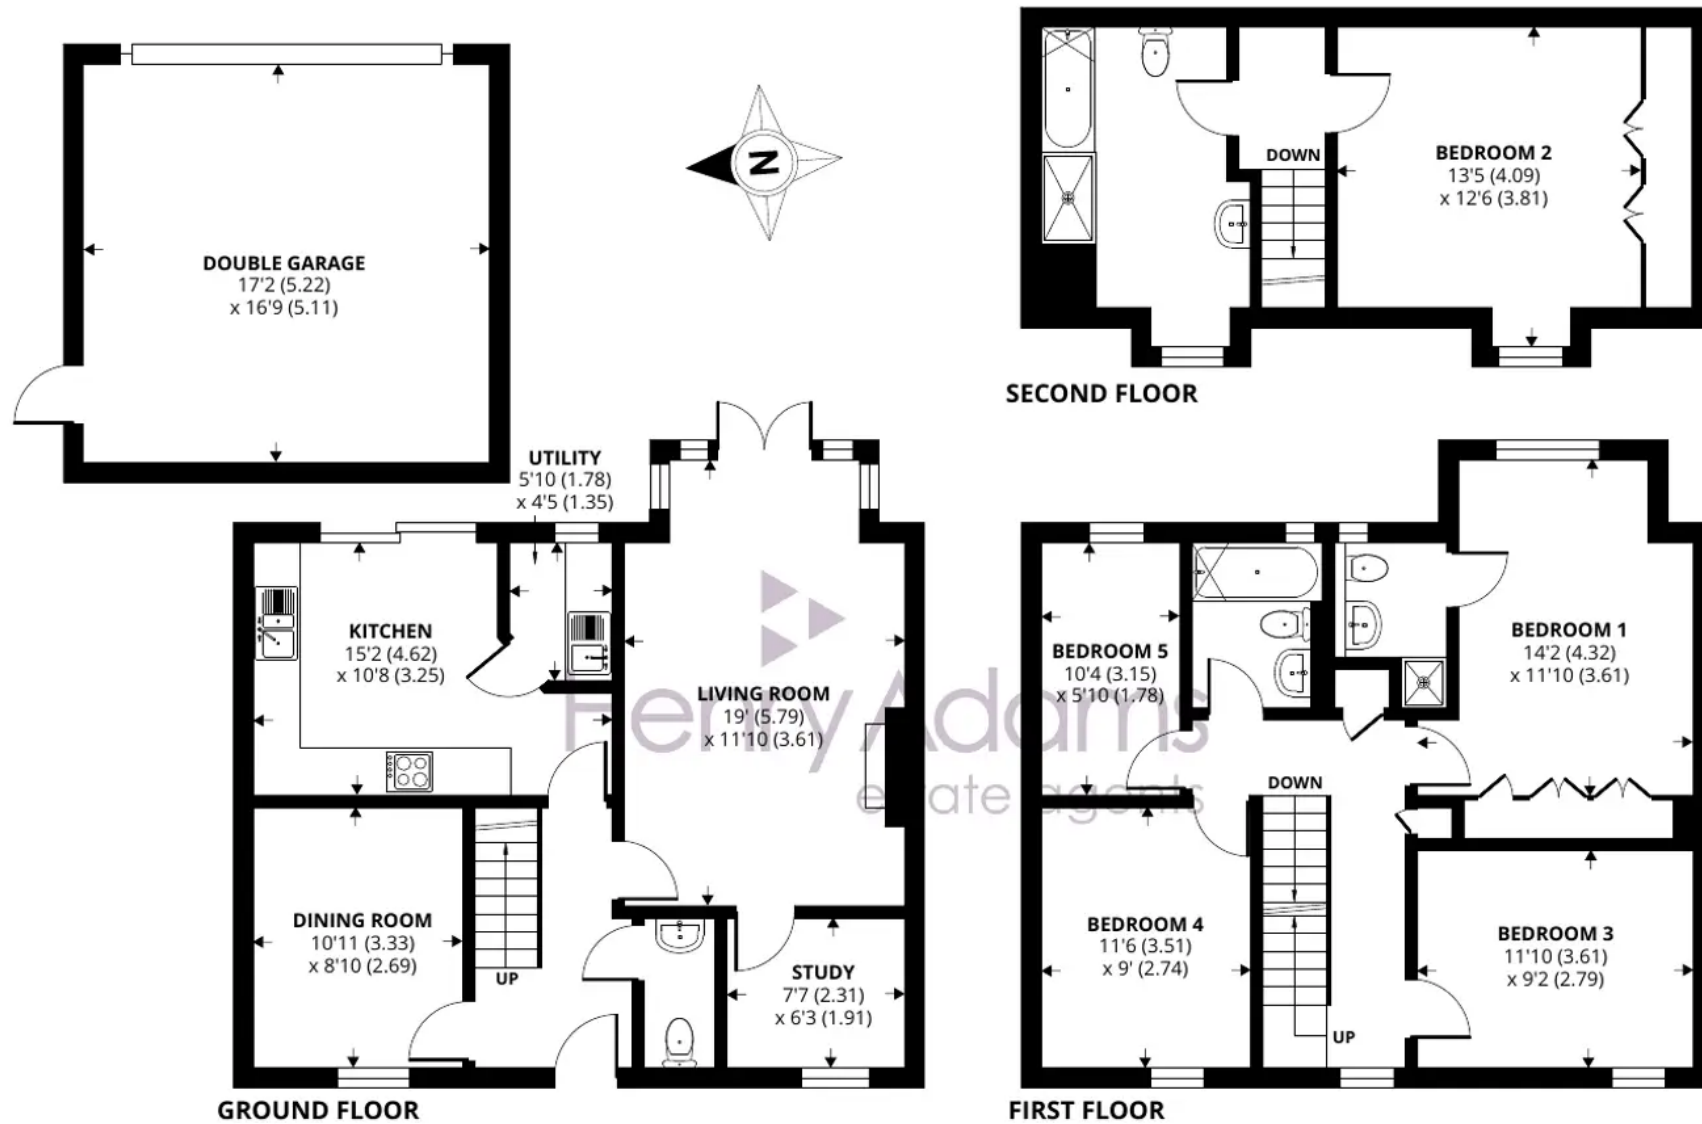 DOUBLE GARAGE
17'2 (5.22)
x 16'9 (5.11)
N
DOWN
BEDROOM 2
13'5 (4.09)
x 12'6 (3.81)
SECOND FLOOR
UTILITY
5'10 (1.78)
x 4'5 (1.35)
KITCHEN
15'2 (4.62)
x 10'8 (3.25)
LIVING ROOM
19' (5.79)
x 11'10 (3.61)
DINING ROOM
10'11 (3.33)
x 8'10 (2.69)
UP
STUDY
7'7 (2.31)
x 6'3 (1.91)
GROUND FLOOR
BEDROOM 5
10'4 (3.15)
x 5'10 (1.78)
BEDROOM 1
14'2 (4.32)
x 11'10 (3.61)
DOWN
BEDROOM 4
11'6 (3.51)
x 9' (2.74)
BEDROOM 3
11'10 (3.61)
x 9'2 (2.79)
UP
FIRST FLOOR
HenryAdams
estate agents